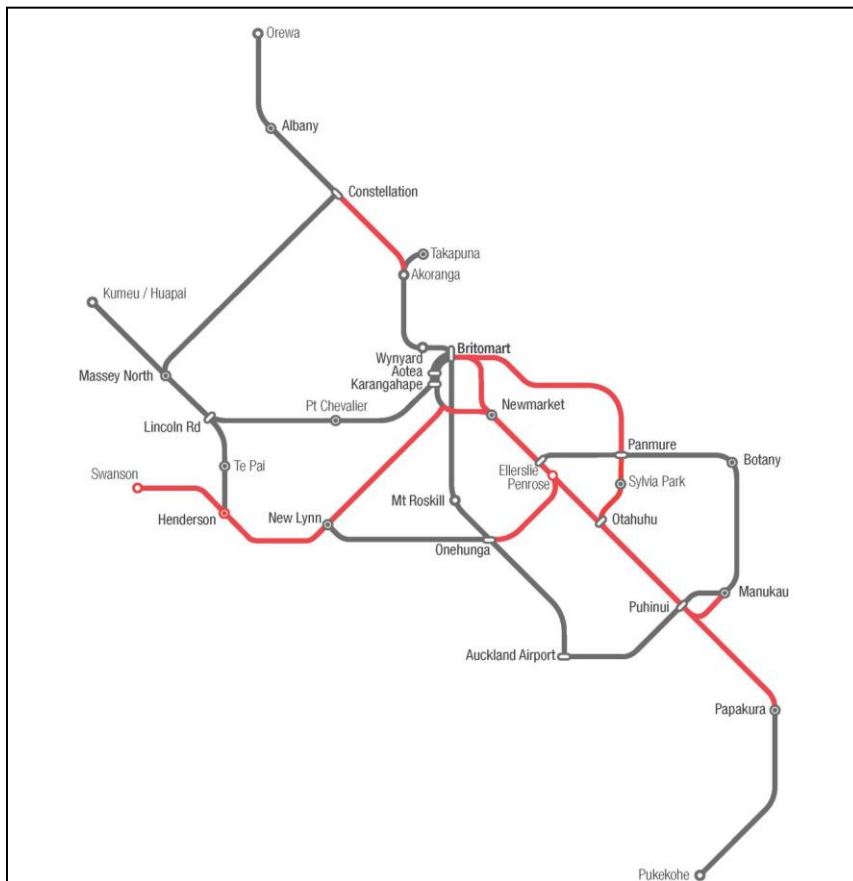 Orewa
Albany
Constellation
Takapuna
Akoranga
Kumeu / Huapai
Wynyard
Britomart
Aotea
Massey North
Karangahape
Pt Chevalier
Newmarket
Lincoln Rd
Panmure
Te Pai
Ellerslie
Botany
Swanson
Penrose
Sylvia Park
Mt Roskill
Henderson
New Lynn
Otahuhu
Onehunga
Manukau
Puhinui
Auckland Airport
Papakura
Pukekohe